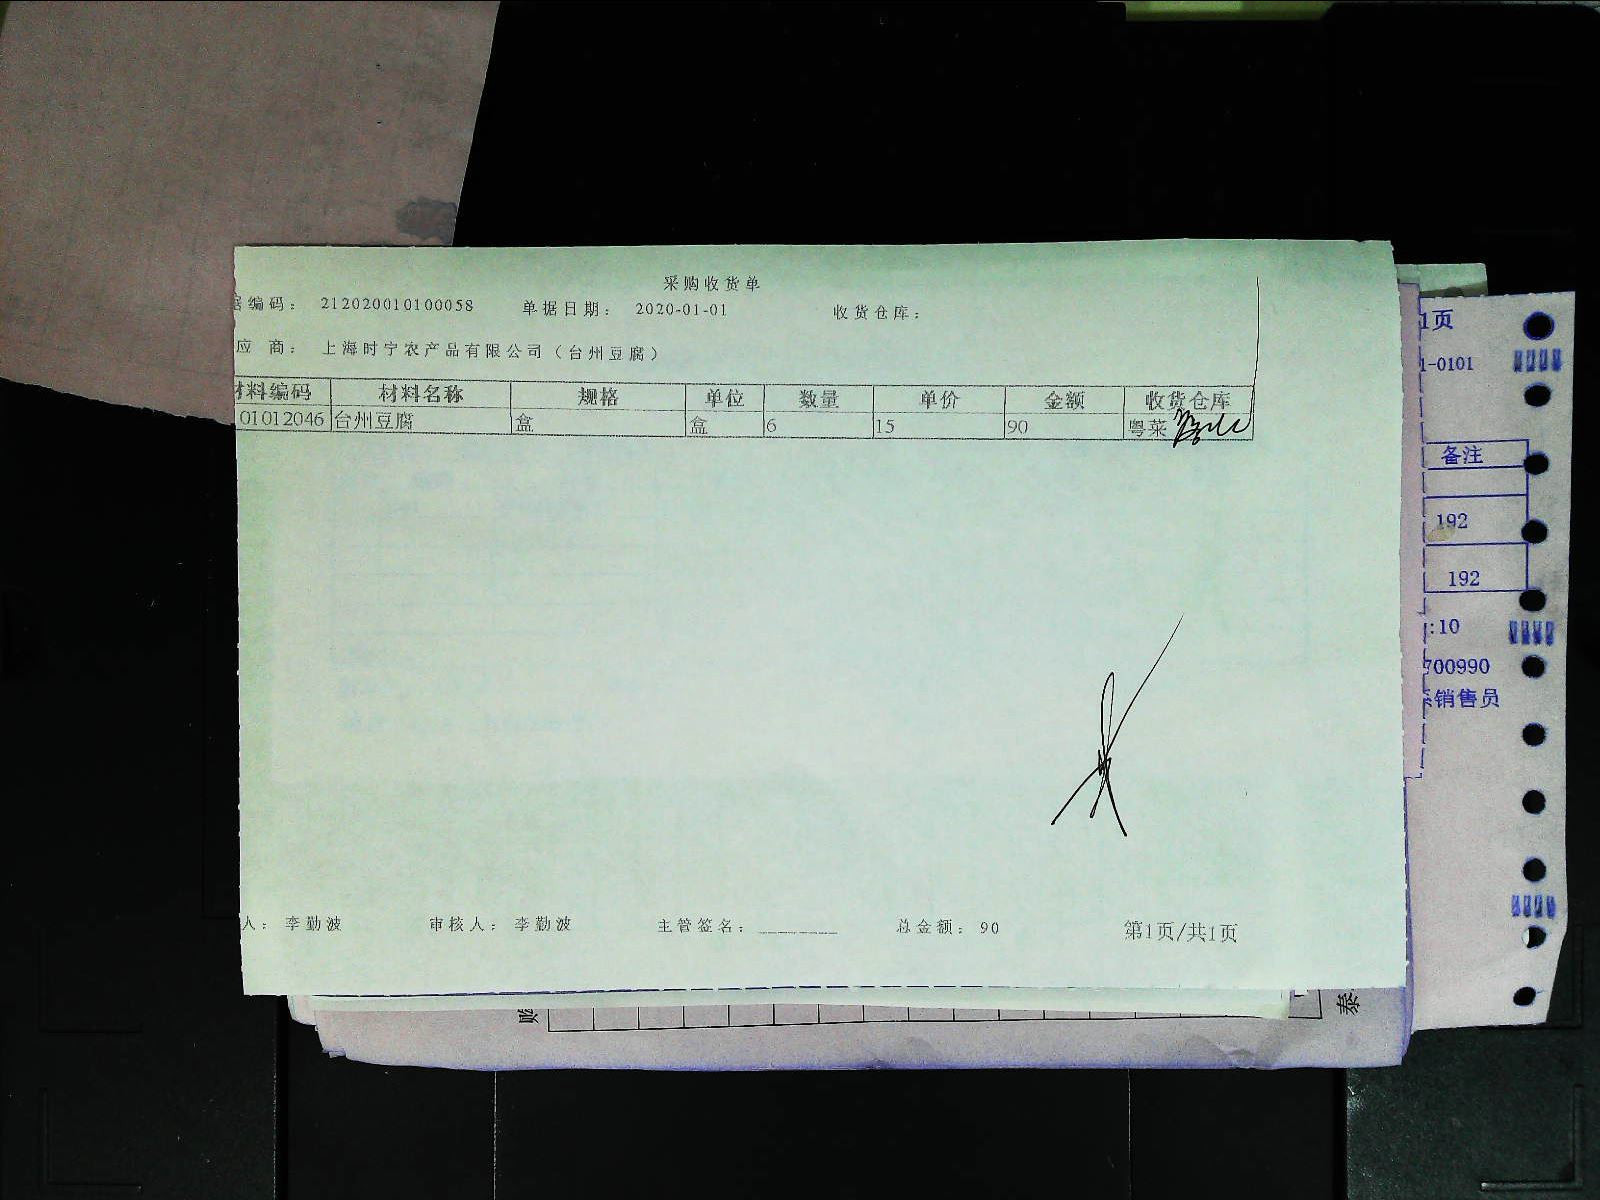 采购收货单
编码： 212020010100058 单据日期： 2020-01-01 收货仓库：
应 商： 上海时宁农产品有限公司（台州豆腐）
材料编码 材料名称 规格 单位 数量 单价 金额 收货仓库
01012046 台州豆腐 盒 盒 6 15 90 粤菜
人： 李勤波 审核人： 李勤波 主管签名： 总金额： 90 第1页/共1页
1页
1-0101
备注
192
192
:10
700990
销售员
泰